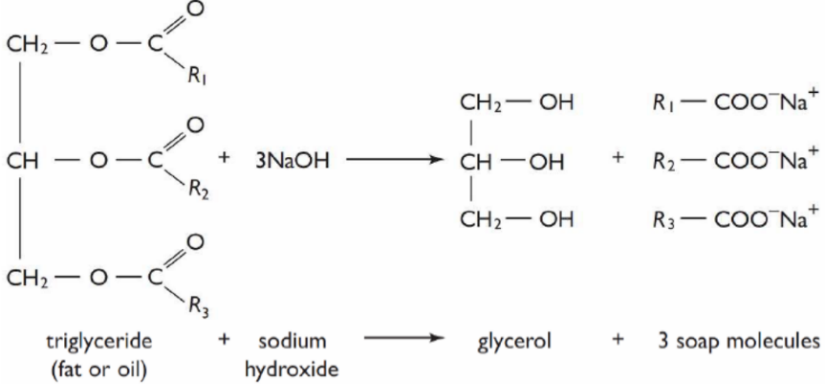 O
CH₂ — O — C
R₁
O
CH — O — C
R₂
O
CH₂ — O — C
R₃
+ 3NaOH
CH₂ — OH
CH — OH
CH₂ — OH
+
R₁ — COO⁻Na⁺
R₂ — COO⁻Na⁺
R₃ — COO⁻Na⁺
triglyceride + sodium glycerol + 3 soap molecules
(fat or oil) hydroxide